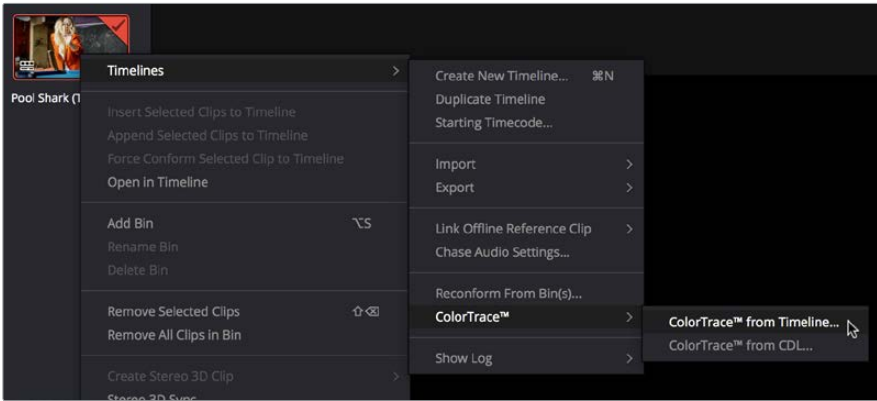 Pool Shark (T
Timelines >
Insert Selected Clips to Timeline
Append Selected Clips to Timeline
Force Conform Selected Clip to Timeline
Open in Timeline
Add Bin ⌥S
Rename Bin
Delete Bin
Remove Selected Clips ⇧⌫
Remove All Clips in Bin
Create Stereo 3D Clip >
Stereo 3D Sync
Create New Timeline... ⌘N
Duplicate Timeline
Starting Timecode...
Import >
Export >
Link Offline Reference Clip >
Chase Audio Settings...
Reconform From Bin(s)...
ColorTrace™ >
Show Log >
ColorTrace™ from Timeline...
ColorTrace™ from CDL...